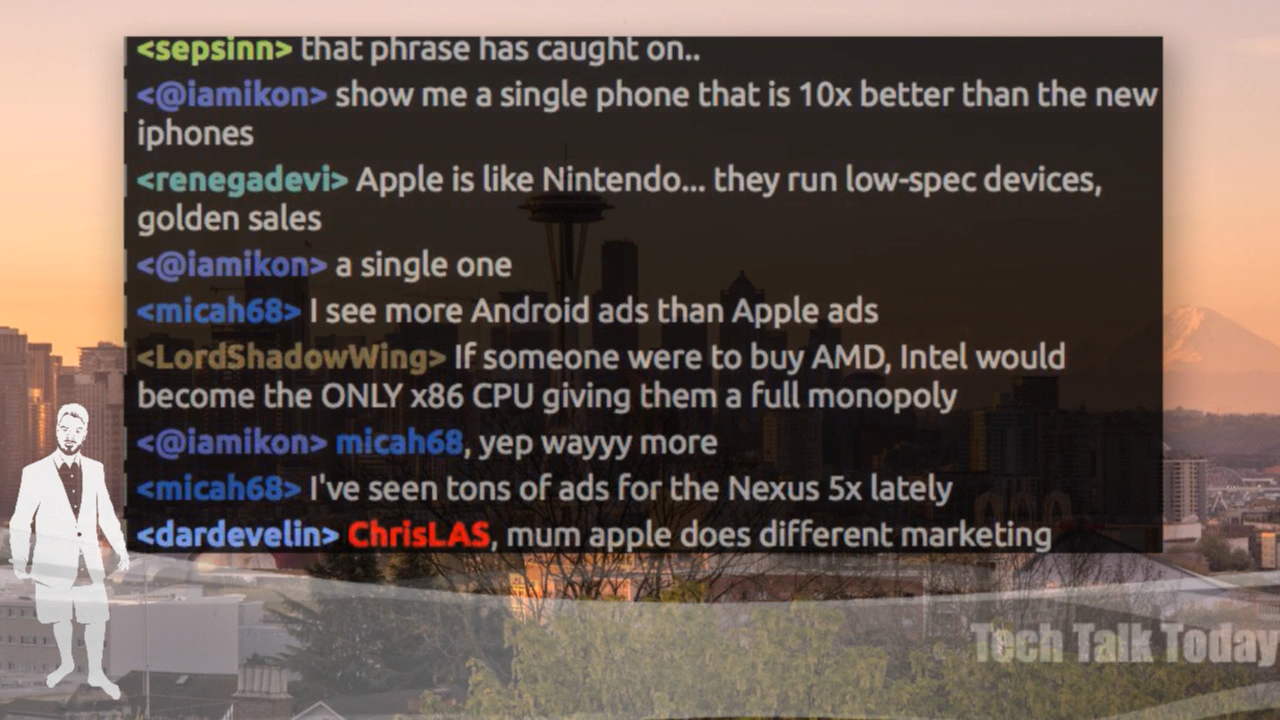 <sepsinn> that phrase has caught on..
<@iamikon> show me a single phone that is 10x better than the new
iphones
<renegadevi> Apple is like Nintendo... they run low-spec devices,
golden sales
<@iamikon> a single one
<micah68> I see more Android ads than Apple ads
<LordShadowWing> If someone were to buy AMD, Intel would
become the ONLY x86 CPU giving them a full monopoly
<@iamikon> micah68, yep wayyy more
<micah68> I've seen tons of ads for the Nexus 5x lately
<dardevelin> ChrisLAS, mum apple does different marketing
Tech Talk Today